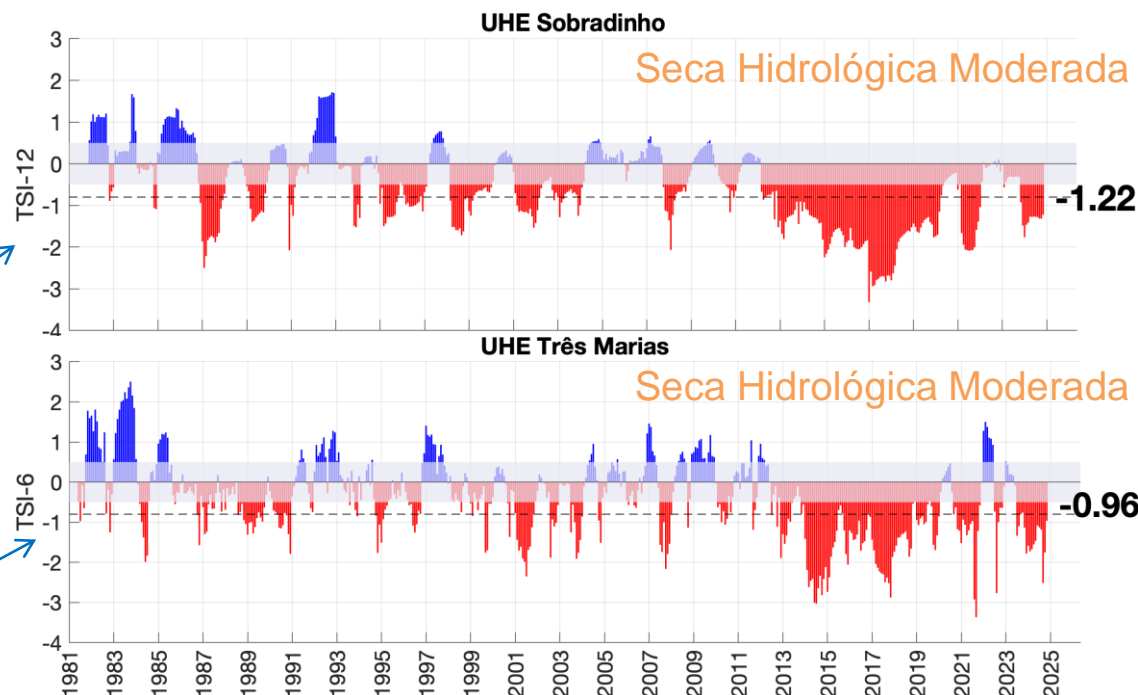 UHE Sobradinho
Seca Hidrológica Moderada
3
2
1
0
-1
-2
-3
-4
TSI-12
-1.22
UHE Três Marias
Seca Hidrológica Moderada
3
2
1
0
-1
-2
-3
-4
TSI-6
-0.96
1981 1983 1985 1987 1989 1991 1993 1995 1997 1999 2001 2003 2005 2007 2009 2011 2013 2015 2017 2019 2021 2023 2025